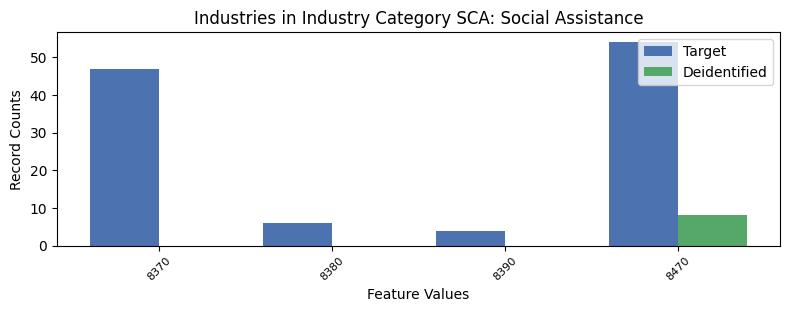 Industries in Industry Category SCA: Social Assistance
Target
Deidentified
Record Counts
50
40
30
20
10
0
8370
8380
8390
8470
Feature Values